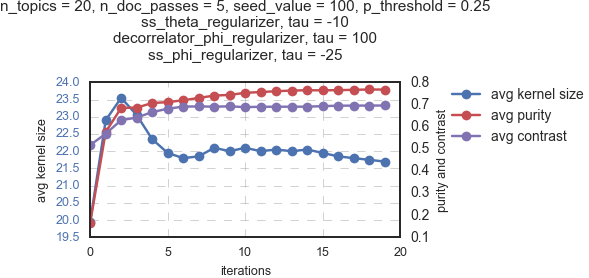 n_topics = 20, n_doc_passes = 5, seed_value = 100, p_threshold = 0.25
ss_theta_regularizer, tau = -10
decorrelator_phi_regularizer, tau = 100
ss_phi_regularizer, tau = -25
24.0
23.5
23.0
22.5
22.0
21.5
21.0
20.5
20.0
19.5
avg kernel size
0
5
10
15
20
iterations
0.8
0.7
0.6
0.5
0.4
0.3
0.2
0.1
purity and contrast
avg kernel size
avg purity
avg contrast